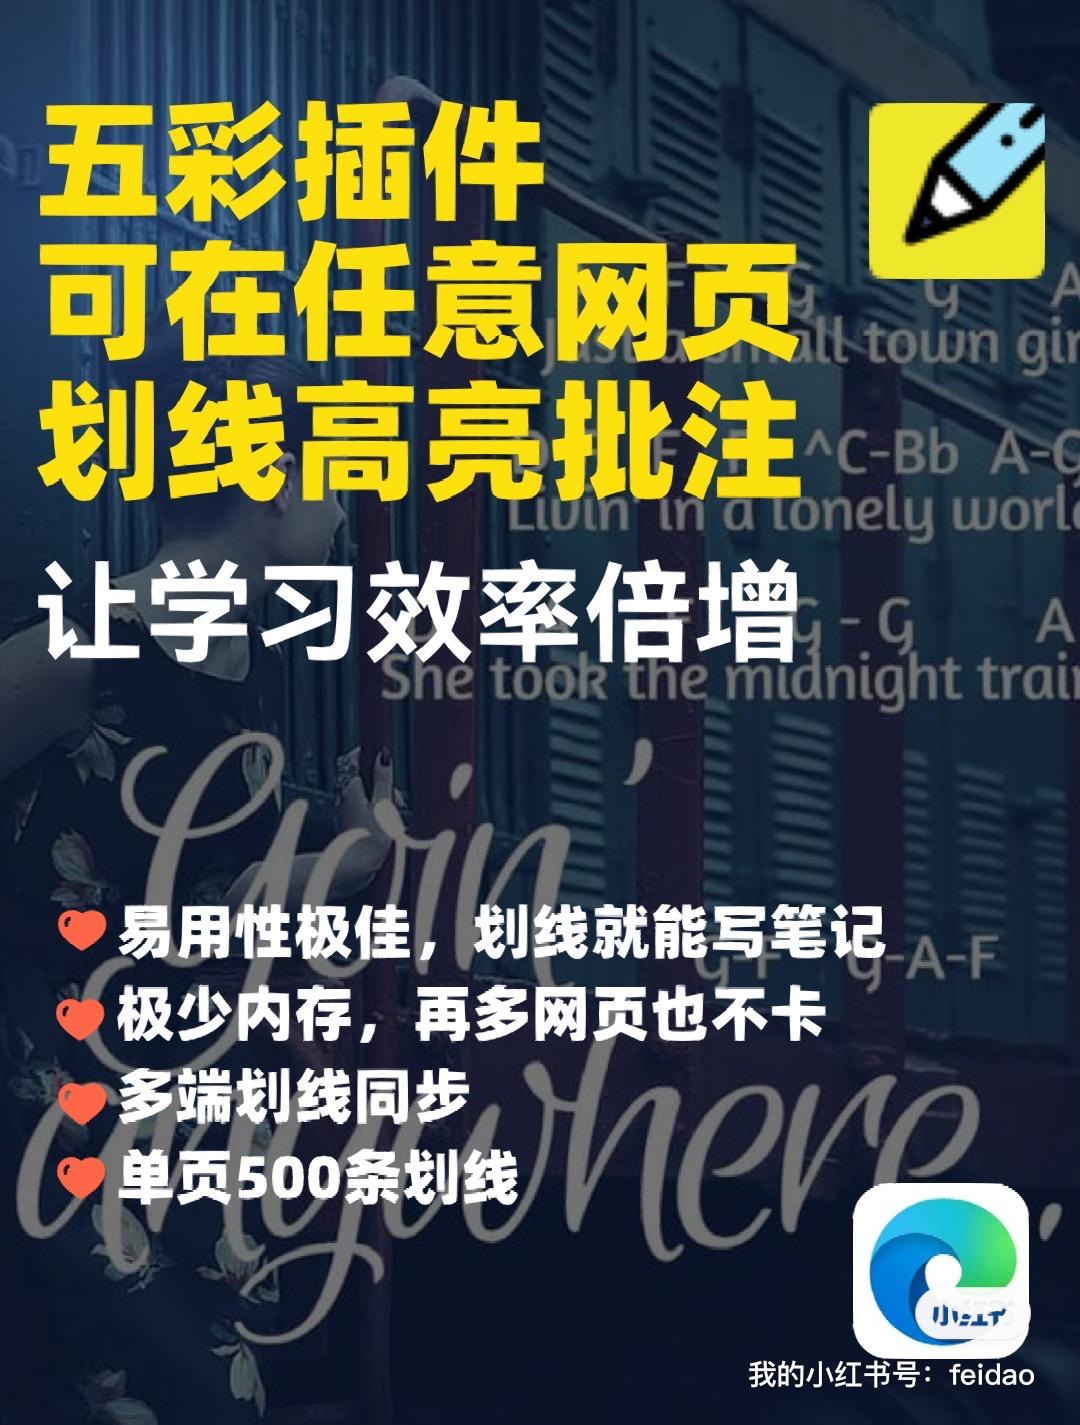 五彩插件
可在任意网页
划线高亮批注
让学习效率倍增
G
Just a small town gir
^C-Bb A-G
Livin' in a lonely world
G - G A
She took the midnight train
Goin'
易用性极佳，划线就能写笔记
G-F G-A-F
极少内存，再多网页也不卡
多端划线同步
anywhere.
单页500条划线
小红书
我的小红书号：feidao